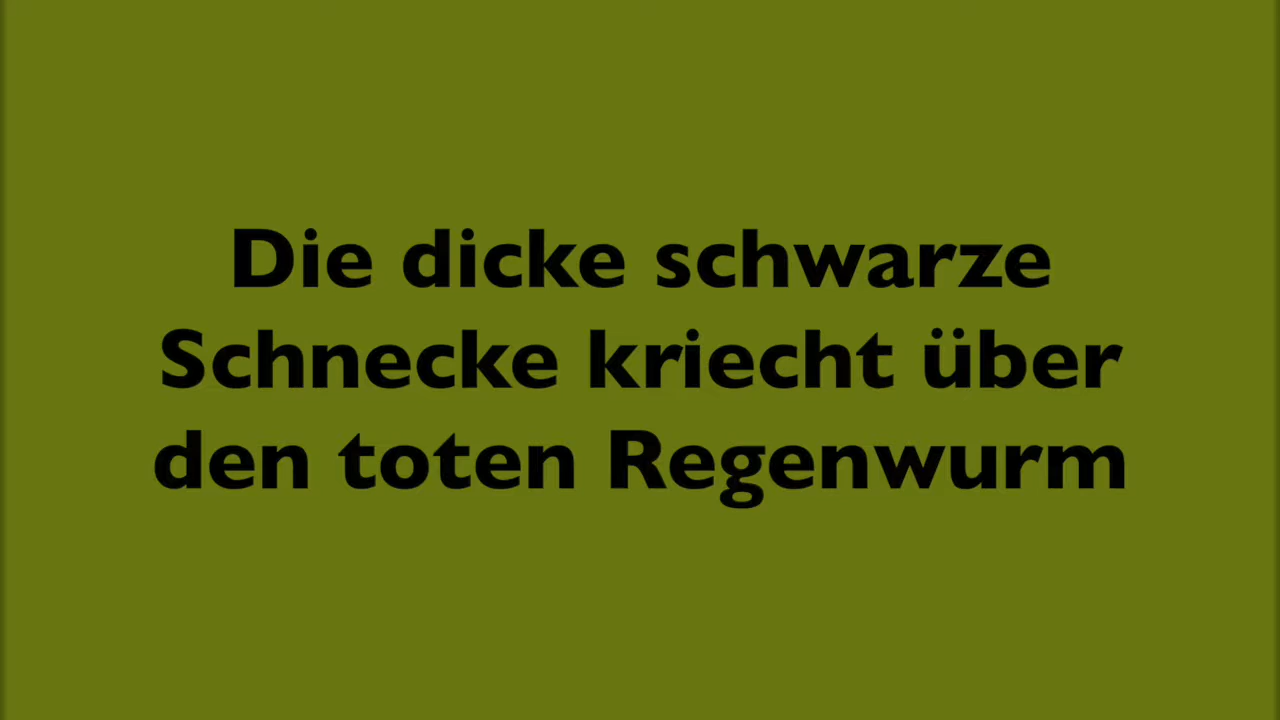 Die dicke schwarze
Schnecke kriecht über
den toten Regenwurm